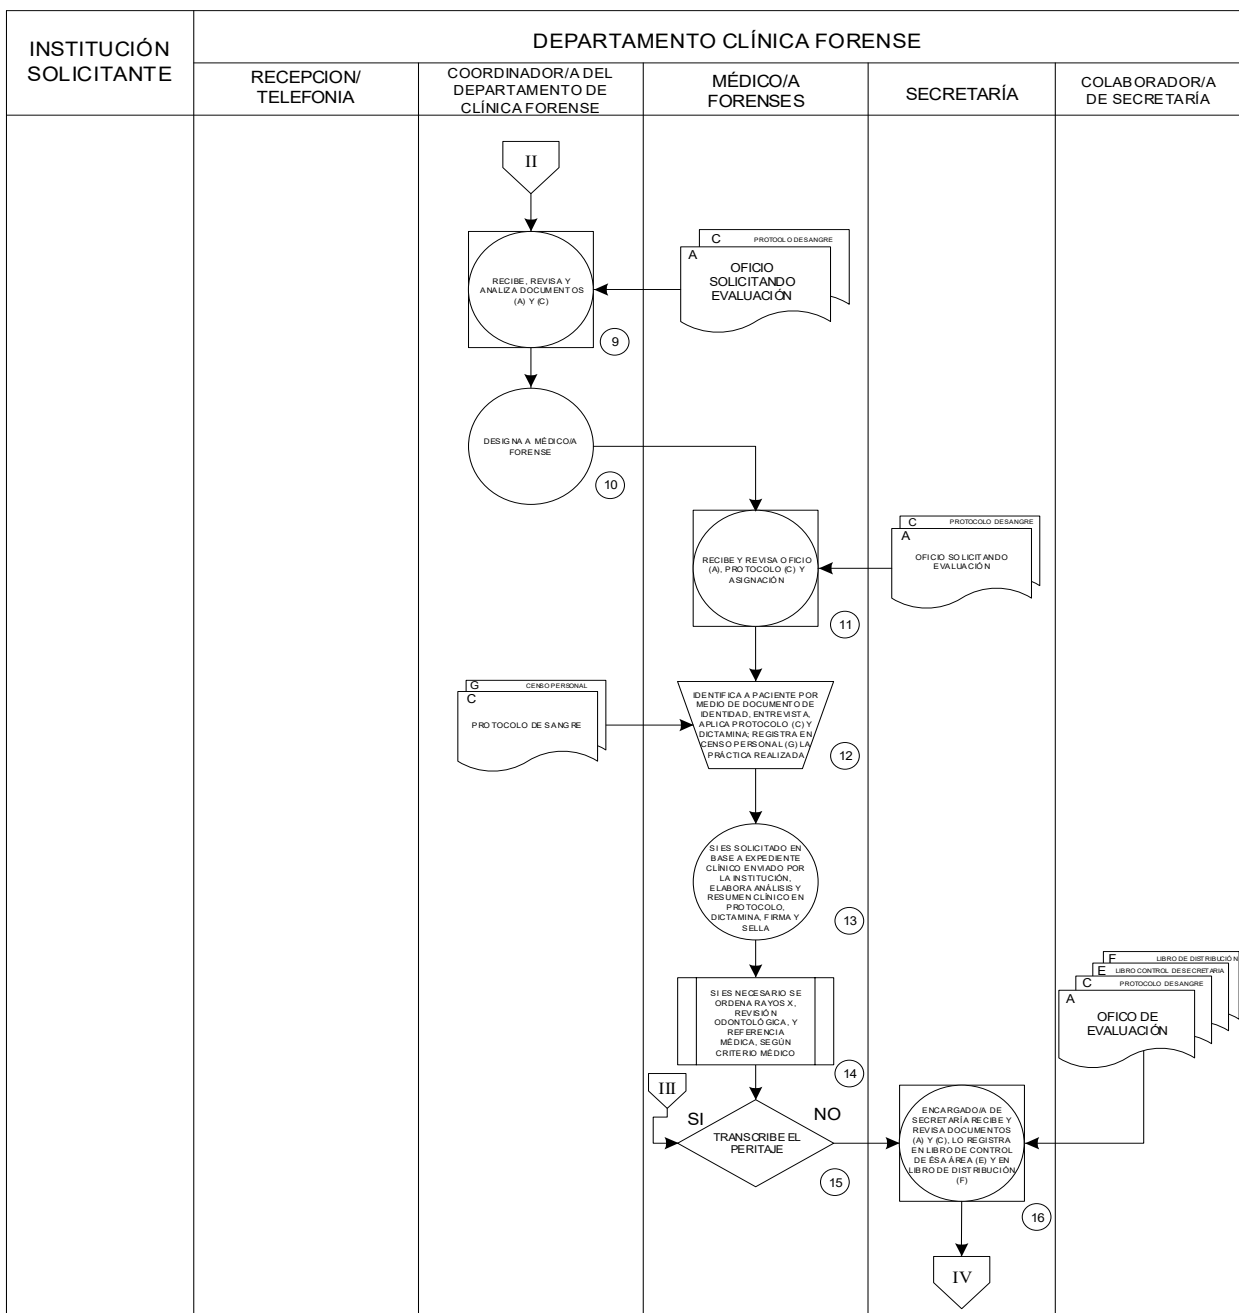 INSTITUCIÓN
SOLICITANTE
DEPARTAMENTO CLÍNICA FORENSE
RECEPCION/
TELEFONIA
COORDINADOR/A DEL
DEPARTAMENTO DE
CLÍNICA FORENSE
MÉDICO/A
FORENSES
SECRETARÍA
COLABORADOR/A
DE SECRETARÍA
II
RECIBE, REVISA Y
ANALIZA DOCUMENTOS
(A) Y (C)
9
C PROTOOLO DE SANGRE
A
OFICIO
SOLICITANDO
EVALUACIÓN
DESIGNA A MÉDICO/A
FORENSE
10
RECIBE Y REVISA OFICIO
(A), PROTOCOLO (C) Y
ASIGNACIÓN
11
C PROTOCOLO DE SANGRE
A
OFICIO SOLICITANDO
EVALUACIÓN
G CENSO PERSONAL
C
PROTOCOLO DE SANGRE
IDENTIFICA A PACIENTE POR
MEDIO DE DOCUMENTO DE
IDENTIDAD, ENTREVISTA,
APLICA PROTOCOLO (C) Y
DICTAMINA; REGISTRA EN
CENSO PERSONAL (G) LA
PRÁCTICA REALIZADA
12
SI ES SOLICITADO EN
BASE A EXPEDIENTE
CLÍNICO ENVIADO POR
LA INSTITUCIÓN,
ELABORA ANÁLISIS Y
RESUMEN CLÍNICO EN
PROTOCOLO,
DICTAMINA, FIRMA Y
SELLA
13
SI ES NECESARIO SE
ORDENA RAYOS X,
REVISIÓN
ODONTOLÓGICA, Y
REFERENCIA
MÉDICA, SEGÚN
CRITERIO MÉDICO
14
F LIBRO DE DISTRIBUCIÓN
E LIBRO CONTROL DE SECRETARIA
C PROTOCOLO DE SANGRE
A
OFICO DE
EVALUACIÓN
III
SI
NO
TRANSCRIBE EL
PERITAJE
15
ENCARGADO/A DE
SECRETARÍA RECIBE Y
REVISA DOCUMENTOS
(A) Y (C), LO REGISTRA
EN LIBRO DE CONTROL
DE ÉSA ÁREA (E) Y EN
LIBRO DE DISTRIBUCIÓN
(F)
16
IV